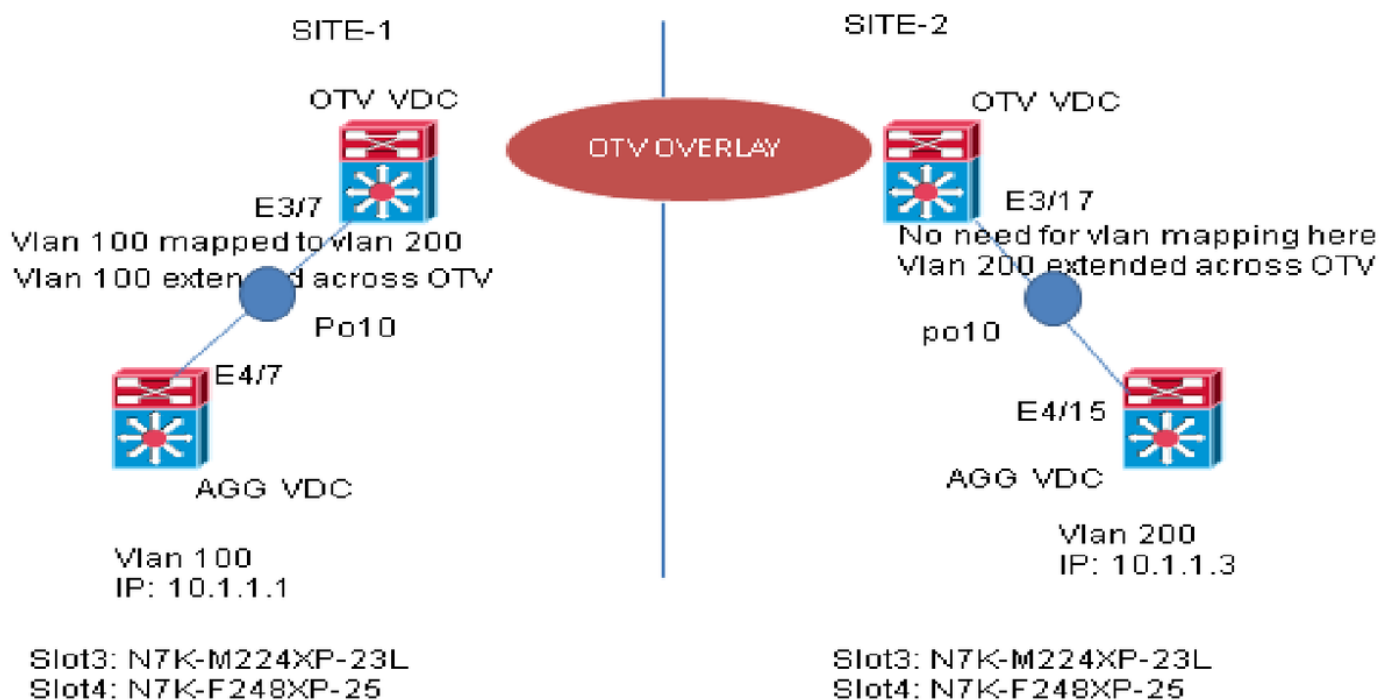 SITE-1
SITE-2
OTV VDC
OTV VDC
OTV OVERLAY
E3/7
E3/17
Vlan 100 mapped to vlan 200
Vlan 100 extended across OTV
No need for vlan mapping here
Vlan 200 extended across OTV
Po10
po10
E4/7
E4/15
AGG VDC
AGG VDC
Vlan 100
IP: 10.1.1.1
Vlan 200
IP: 10.1.1.3
Slot3: N7K-M224XP-23L
Slot4: N7K-F248XP-25
Slot3: N7K-M224XP-23L
Slot4: N7K-F248XP-25